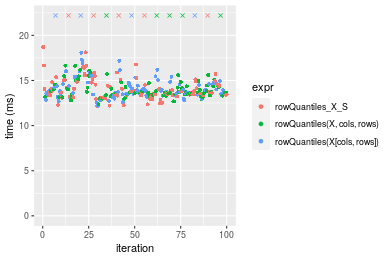 20
15
10
5
0
time (ms)
0
25
50
75
100
iteration
expr
rowQuantiles_X_S
rowQuantiles(X, cols, rows)
rowQuantiles(X[cols, rows])